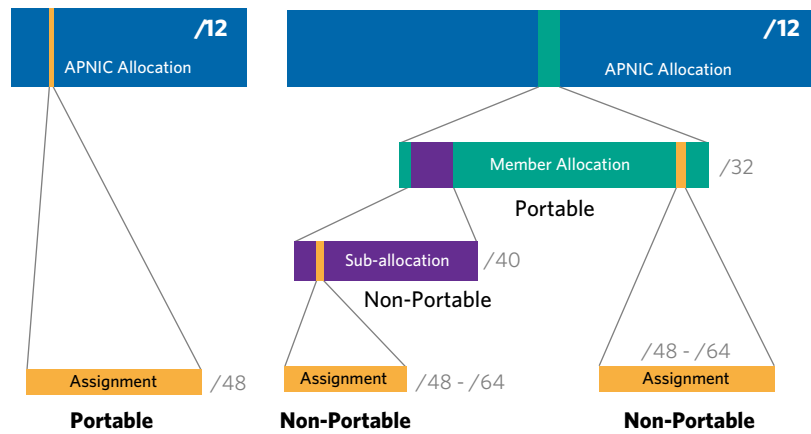 /12
APNIC Allocation
/12
APNIC Allocation
Member Allocation
/32
Portable
Sub-allocation
/40
Non-Portable
Assignment
/48
Portable
Assignment
/48 - /64
Non-Portable
/48 - /64
Assignment
Non-Portable